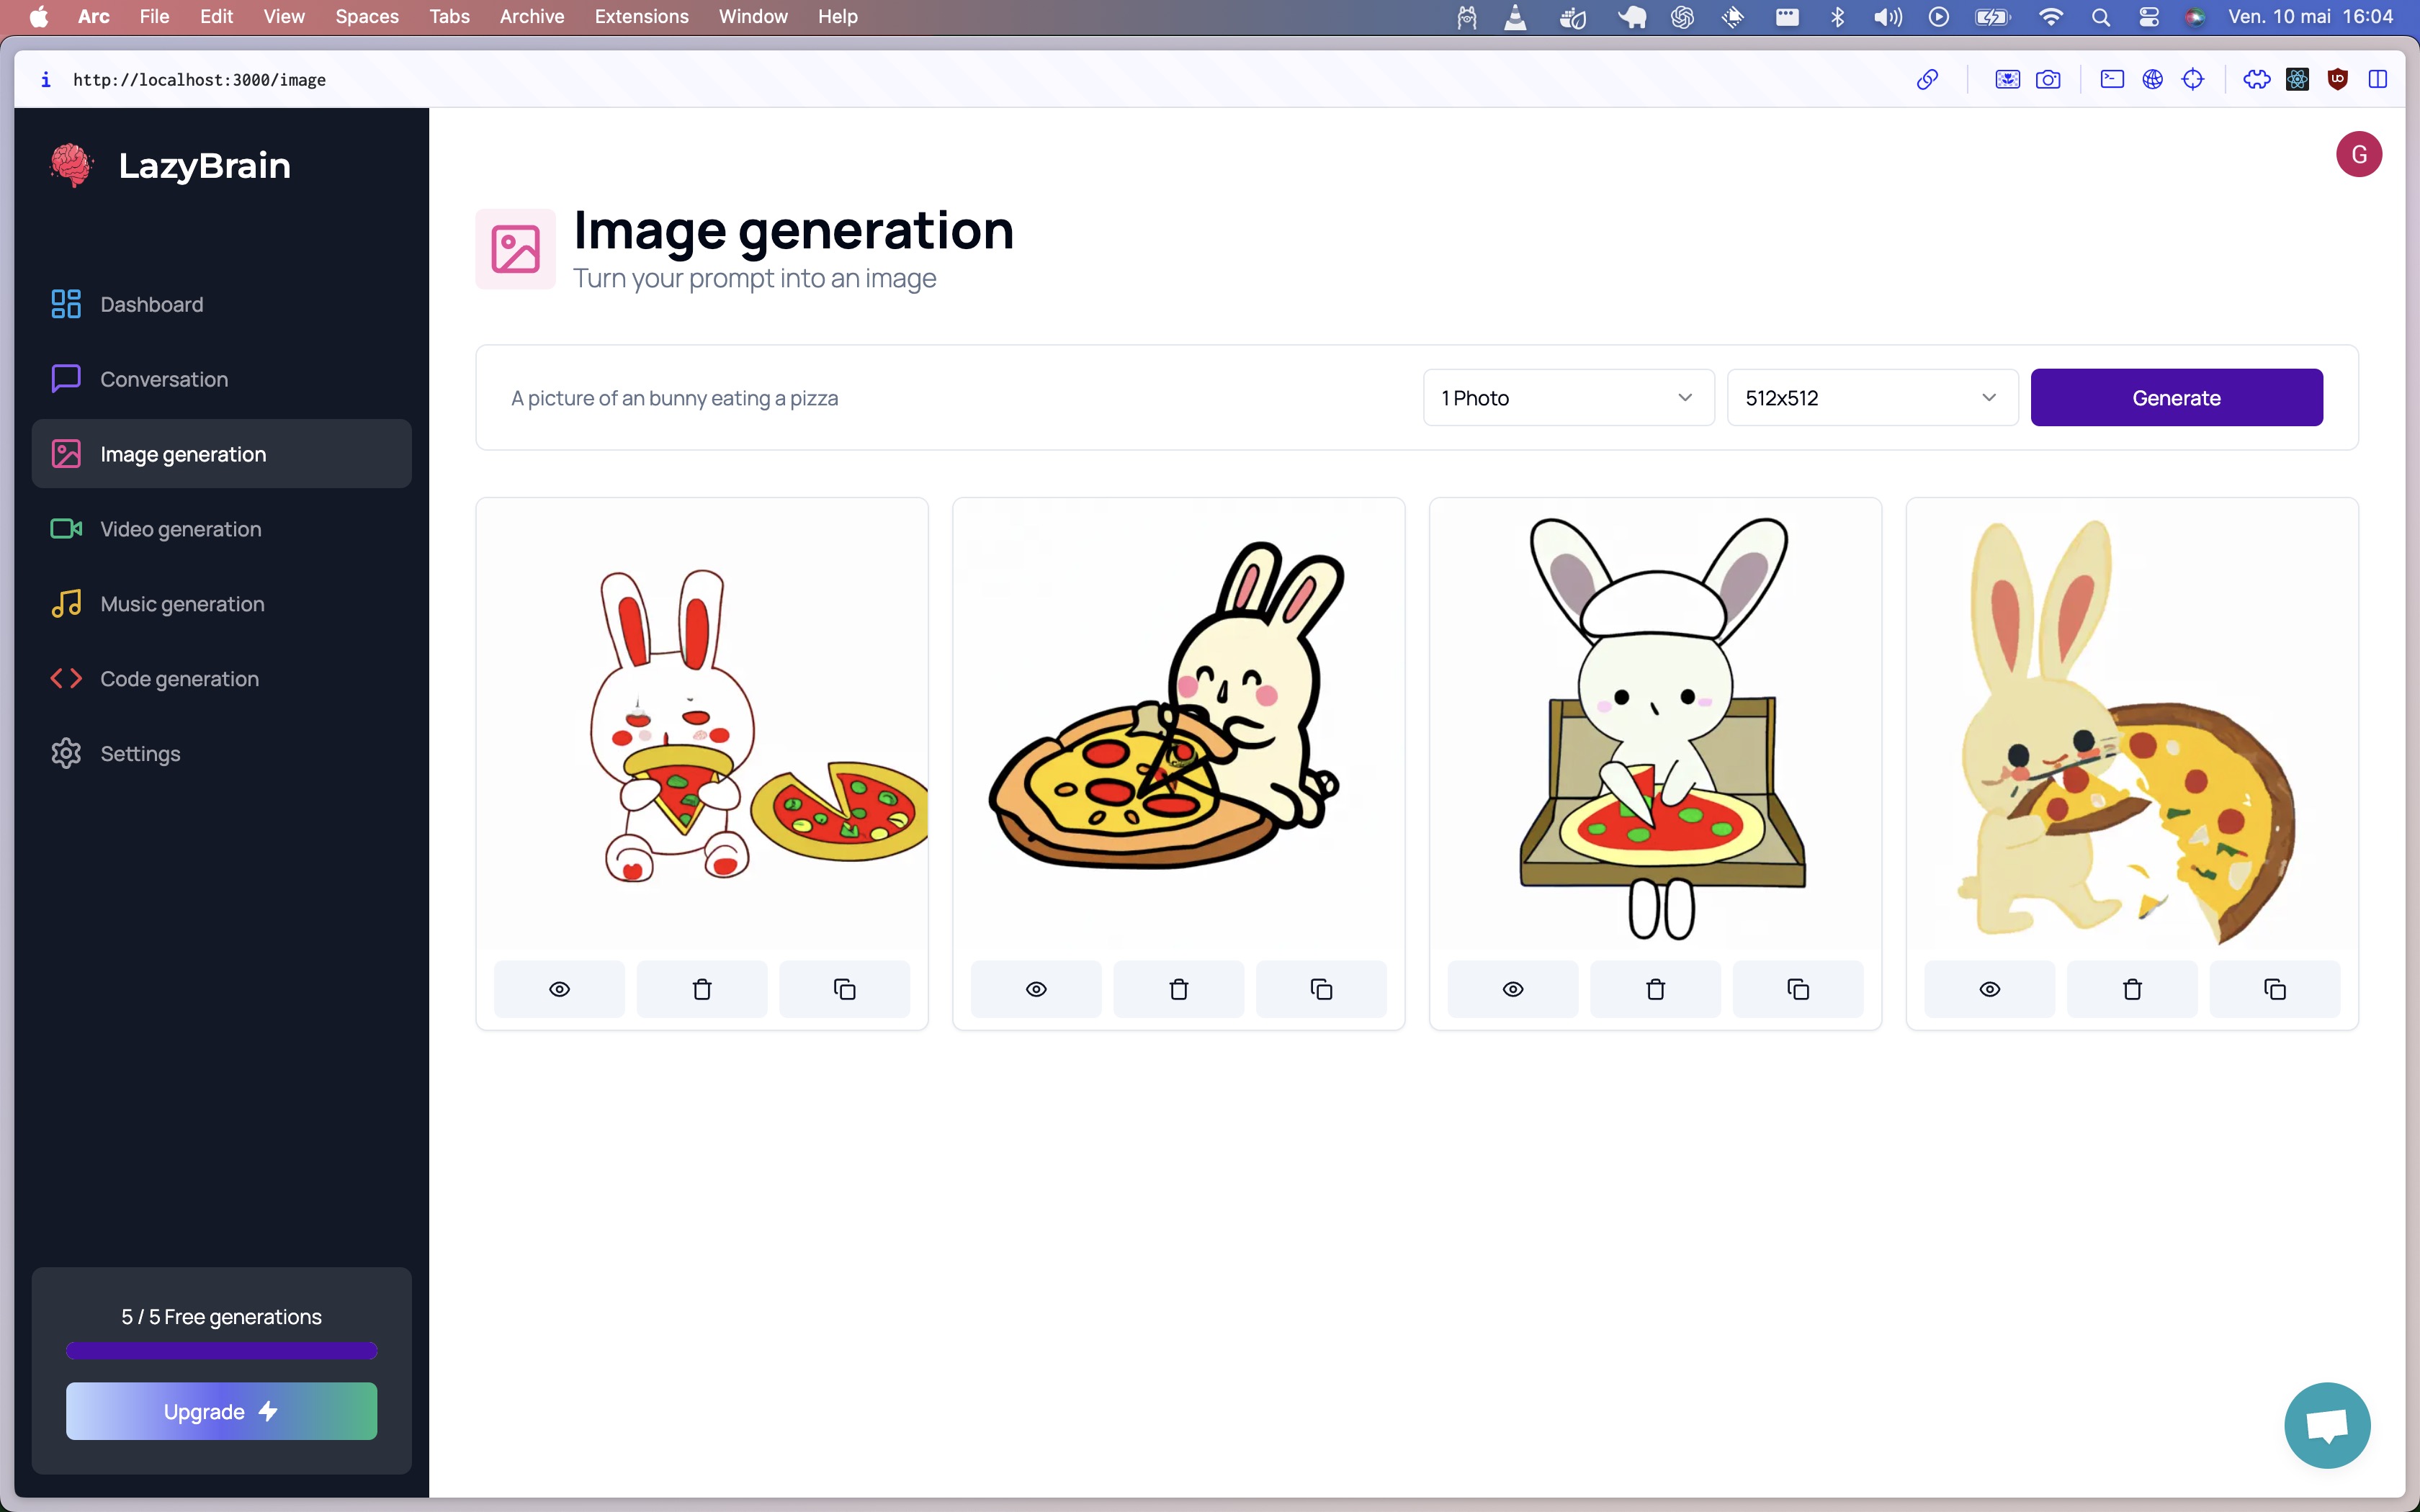 Arc File Edit View Spaces Tabs Archive Extensions Window Help Ven. 10 mai 16:04
i http://localhost:3000/image
LazyBrain
G
Image generation
Turn your prompt into an image
Dashboard
Conversation
Image generation
Video generation
Music generation
Code generation
Settings
A picture of an bunny eating a pizza 1 Photo 512x512 Generate
5 / 5 Free generations
Upgrade